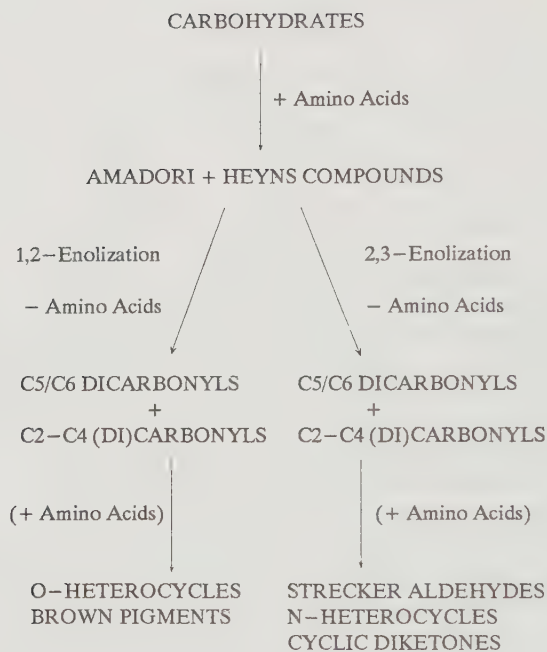 CARBOHYDRATES
+ Amino Acids
AMADORI + HEYNS COMPOUNDS
1,2–Enolization
– Amino Acids
2,3–Enolization
– Amino Acids
C5/C6 DICARBONYLS
+
C2–C4 (DI)CARBONYLS
C5/C6 DICARBONYLS
+
C2–C4 (DI)CARBONYLS
(+ Amino Acids)
(+ Amino Acids)
O–HETEROCYCLES
BROWN PIGMENTS
STRECKER ALDEHYDES
N–HETEROCYCLES
CYCLIC DIKETONES